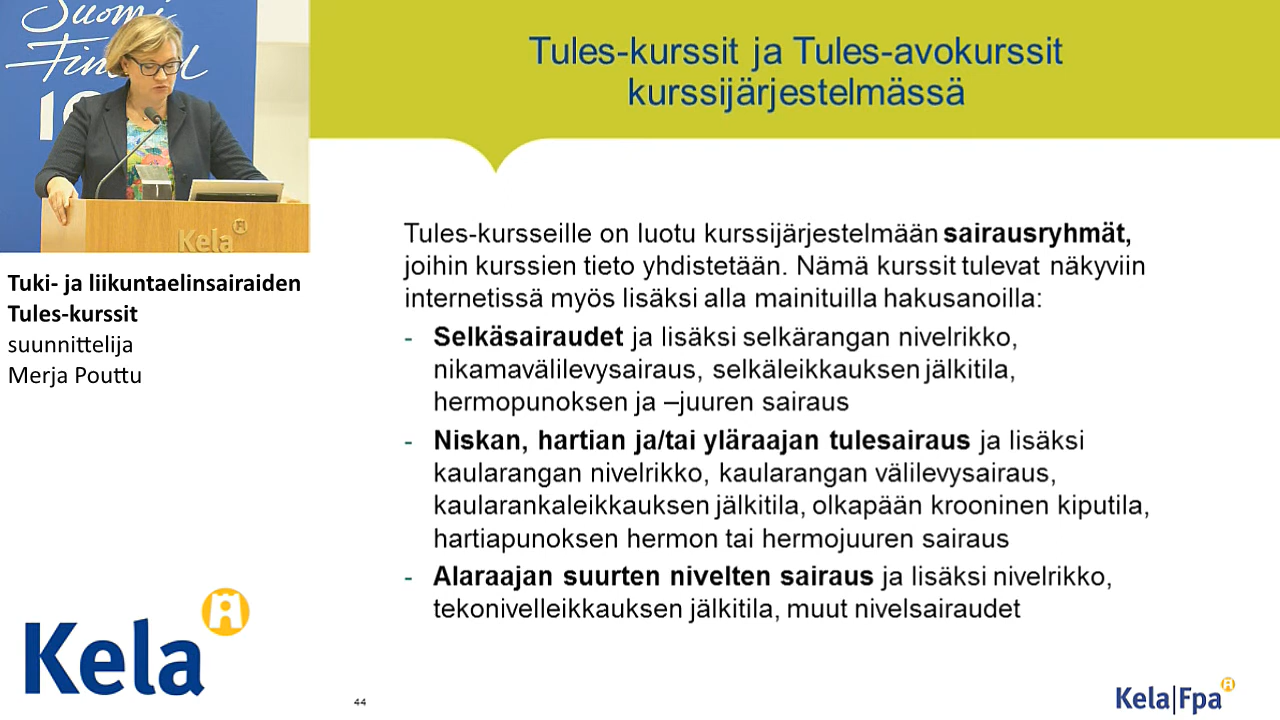 Suomi
Finland
10
Kela
Tuki- ja liikuntaelinsairaiden
Tules-kurssit
suunnittelija
Merja Pouttu
Kela
Tules-kurssit ja Tules-avokurssit
kurssijärjestelmässä
Tules-kursseille on luotu kurssijärjestelmään sairausryhmät,
joihin kurssien tieto yhdistetään. Nämä kurssit tulevat näkyviin
internetissä myös lisäksi alla mainituilla hakusanoilla:
- Selkäsairaudet ja lisäksi selkärangan nivelrikko,
nikamavälilevysairaus, selkäleikkauksen jälkitila,
hermopunoksen ja –juuren sairaus
- Niskan, hartian ja/tai yläraajan tulesairaus ja lisäksi
kaularangan nivelrikko, kaularangan välilevysairaus,
kaularankaleikkauksen jälkitila, olkapään krooninen kiputila,
hartiapunoksen hermon tai hermojuuren sairaus
- Alaraajan suurten nivelten sairaus ja lisäksi nivelrikko,
tekonivelleikkauksen jälkitila, muut nivelsairaudet
44
Kela|Fpa